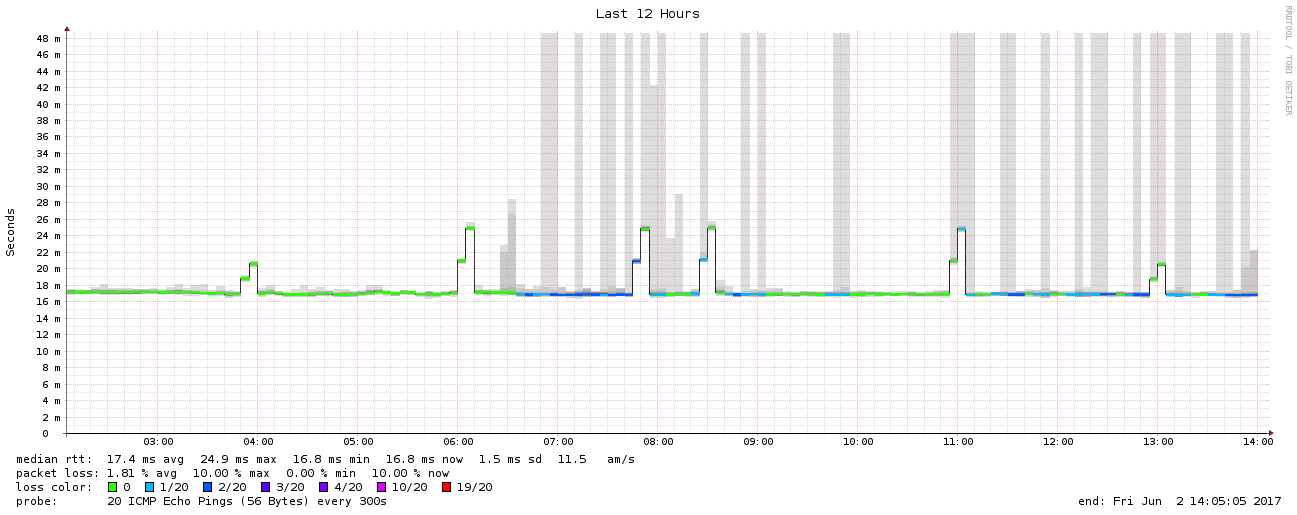 Last 12 Hours
RRDTOOL / TOBI OETIKER
Seconds
48 m
46 m
44 m
42 m
40 m
38 m
36 m
34 m
32 m
30 m
28 m
26 m
24 m
22 m
20 m
18 m
16 m
14 m
12 m
10 m
8 m
6 m
4 m
2 m
0
03:00 04:00 05:00 06:00 07:00 08:00 09:00 10:00 11:00 12:00 13:00 14:00
median rtt: 17.4 ms avg 24.9 ms max 16.8 ms min 16.8 ms now 1.5 ms sd 11.5 am/s
packet loss: 1.81 % avg 10.00 % max 0.00 % min 10.00 % now
loss color: 0 1/20 2/20 3/20 4/20 10/20 19/20
probe: 20 ICMP Echo Pings (56 Bytes) every 300s
end: Fri Jun 2 14:05:05 2017